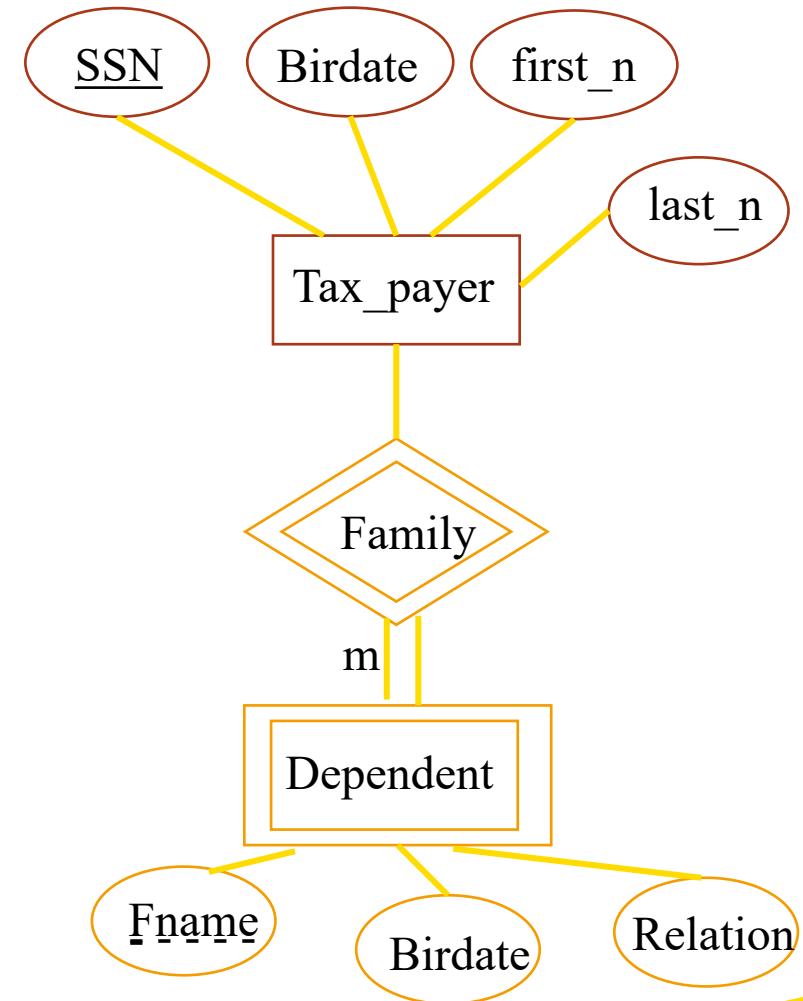 SSN
Birdate
first_n
last_n
Tax_payer
Family
m
Dependent
Fname
Birdate
Relation